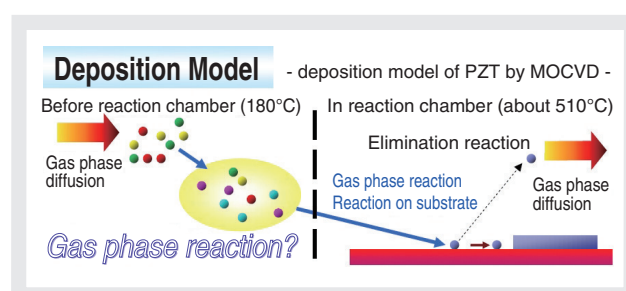 Deposition Model - deposition model of PZT by MOCVD -
Before reaction chamber (180°C)
Gas phase
diffusion
Gas phase reaction?
In reaction chamber (about 510°C)
Elimination reaction
Gas phase reaction
Reaction on substrate
Gas phase
diffusion